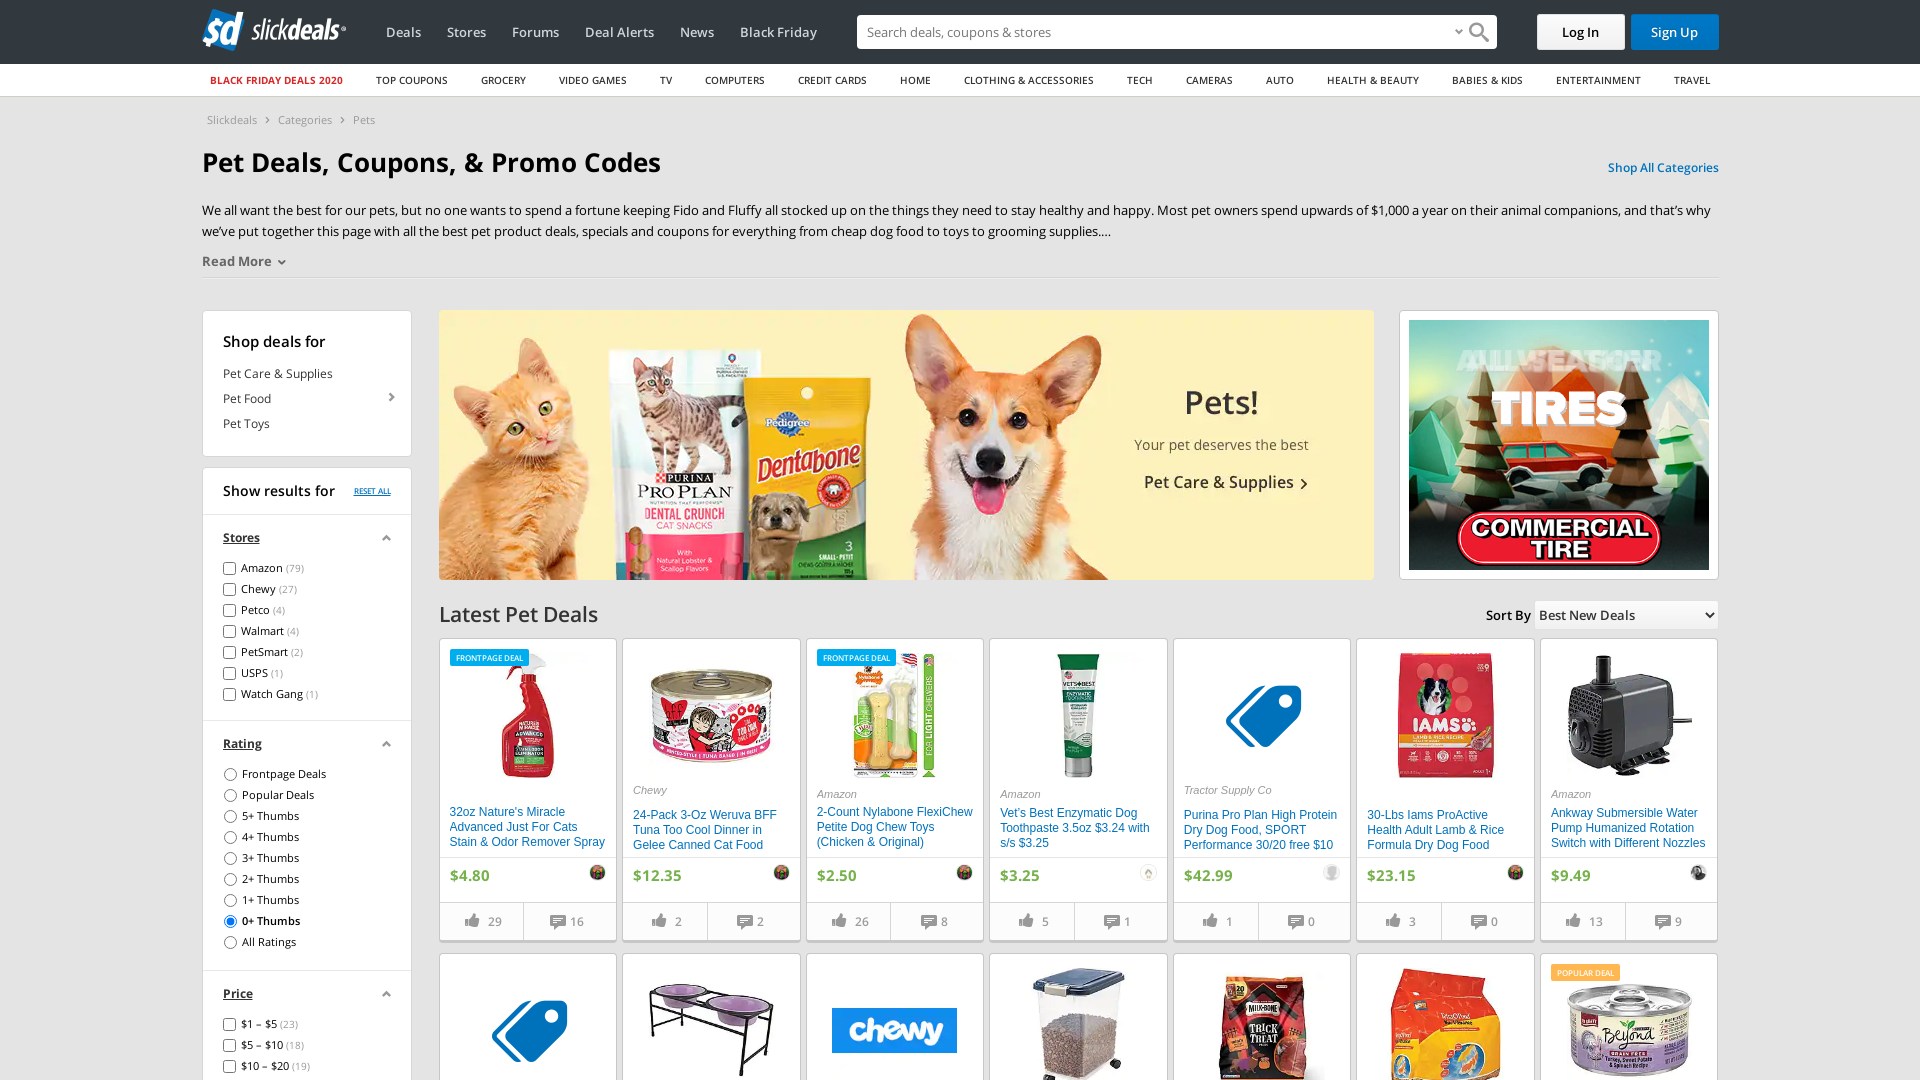 slickdeals
Deals
Stores
Forums
Deal Alerts
News
Black Friday
Search deals, coupons & stores
Log In
Sign Up
BLACK FRIDAY DEALS 2020
TOP COUPONS
GROCERY
VIDEO GAMES
TV
COMPUTERS
CREDIT CARDS
HOME
CLOTHING & ACCESSORIES
TECH
CAMERAS
AUTO
HEALTH & BEAUTY
BABIES & KIDS
ENTERTAINMENT
TRAVEL
Slickdeals
Categories
Pets
Pet Deals, Coupons, & Promo Codes
Shop All Categories
We all want the best for our pets, but no one wants to spend a fortune keeping Fido and Fluffy all stocked up on the things they need to stay healthy and happy. Most pet owners spend upwards of $1,000 a year on their animal companions, and that’s why
we’ve put together this page with all the best pet product deals, specials and coupons for everything from cheap dog food to toys to grooming supplies.…
Read More
Shop deals for
Pet Care & Supplies
Pet Food
Pet Toys
Show results for
RESET ALL
Stores
Amazon (79)
Chewy (27)
Petco (4)
Walmart (4)
PetSmart (2)
USPS (1)
Watch Gang (1)
Rating
Frontpage Deals
Popular Deals
5+ Thumbs
4+ Thumbs
3+ Thumbs
2+ Thumbs
1+ Thumbs
0+ Thumbs
All Ratings
Price
$1 – $5 (23)
$5 – $10 (18)
$10 – $20 (19)
PURINA
PRO PLAN
DENTAL CRUNCH
CAT SNACKS
With
Natural Lobster &
Scallop Flavors
Pedigree
Dentabone
3
SMALL-PETIT
Pets!
Your pet deserves the best
Pet Care & Supplies
TIRES
COMMERCIAL
TIRE
Latest Pet Deals
Sort By
Best New Deals
FRONTPAGE DEAL
32oz Nature's Miracle
Advanced Just For Cats
Stain & Odor Remover Spray
$4.80
29
16
Chewy
24-Pack 3-Oz Weruva BFF
Tuna Too Cool Dinner in
Gelee Canned Cat Food
$12.35
2
2
FRONTPAGE DEAL
FOR LIGHT CHEWERS
Amazon
2-Count Nylabone FlexiChew
Petite Dog Chew Toys
(Chicken & Original)
$2.50
26
8
VET'S+BEST
Amazon
Vet’s Best Enzymatic Dog
Toothpaste 3.5oz $3.24 with
s/s $3.25
$3.25
5
1
Tractor Supply Co
Purina Pro Plan High Protein
Dry Dog Food, SPORT
Performance 30/20 free $10
$42.99
1
0
IAMS
30-Lbs Iams ProActive
Health Adult Lamb & Rice
Formula Dry Dog Food
$23.15
3
0
Amazon
Ankway Submersible Water
Pump Humanized Rotation
Switch with Different Nozzles
$9.49
13
9
chewy
MILK-BONE
TRICK
TREAT
POPULAR DEAL
Beyond
GRAIN FREE